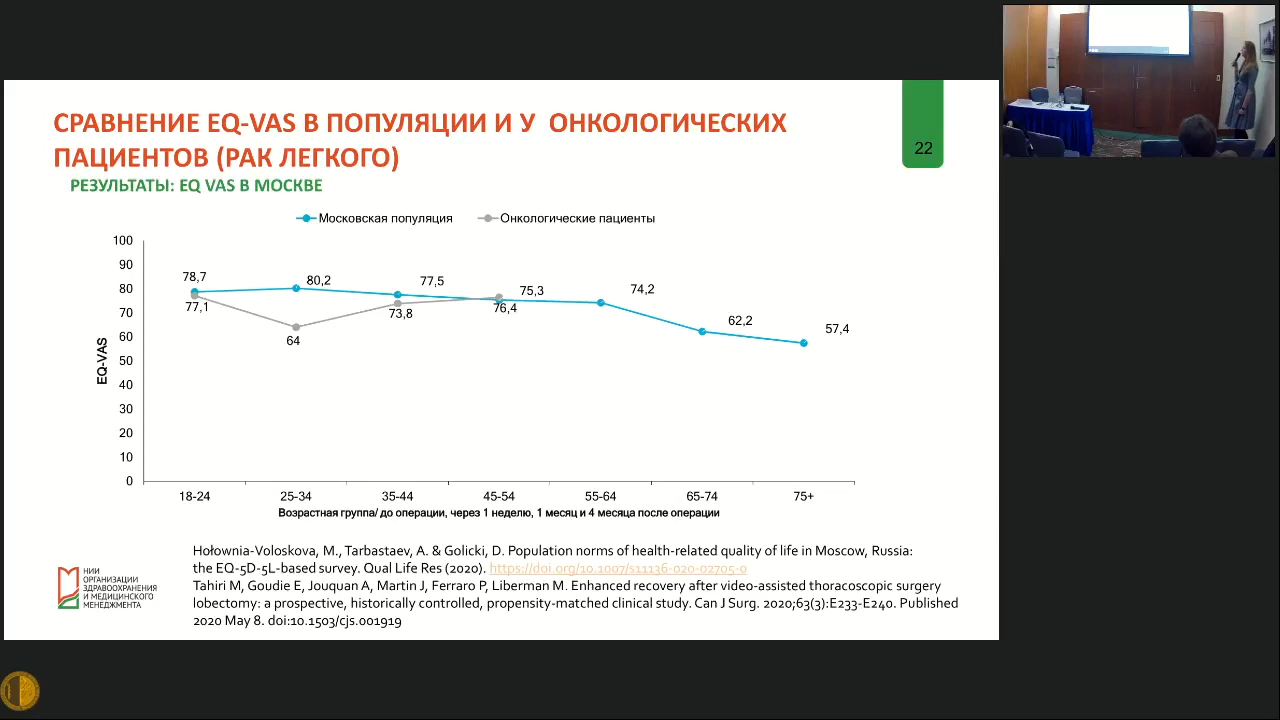 СРАВНЕНИЕ EQ-VAS В ПОПУЛЯЦИИ И У ОНКОЛОГИЧЕСКИХ
ПАЦИЕНТОВ (РАК ЛЕГКОГО)
22
РЕЗУЛЬТАТЫ: EQ VAS В МОСКВЕ
Московская популяция
Онкологические пациенты
100
90
80
70
60
50
40
30
20
10
0
EQ-VAS
78,7
80,2
77,5
75,3
74,2
62,2
57,4
77,1
64
73,8
76,4
18-24
25-34
35-44
45-54
55-64
65-74
75+
Возрастная группа/ до операции, через 1 неделю, 1 месяц и 4 месяца после операции
Hołownia-Voloskova, M., Tarbastaev, A. & Golicki, D. Population norms of health-related quality of life in Moscow, Russia:
the EQ-5D-5L-based survey. Qual Life Res (2020). https://doi.org/10.1007/s11136-020-02705-0
Tahiri M, Goudie E, Jouquan A, Martin J, Ferraro P, Liberman M. Enhanced recovery after video-assisted thoracoscopic surgery
lobectomy: a prospective, historically controlled, propensity-matched clinical study. Can J Surg. 2020;63(3):E233-E240. Published
2020 May 8. doi:10.1503/cjs.001919
НИИ
ОРГАНИЗАЦИИ
ЗДРАВООХРАНЕНИЯ
И МЕДИЦИНСКОГО
МЕНЕДЖМЕНТА